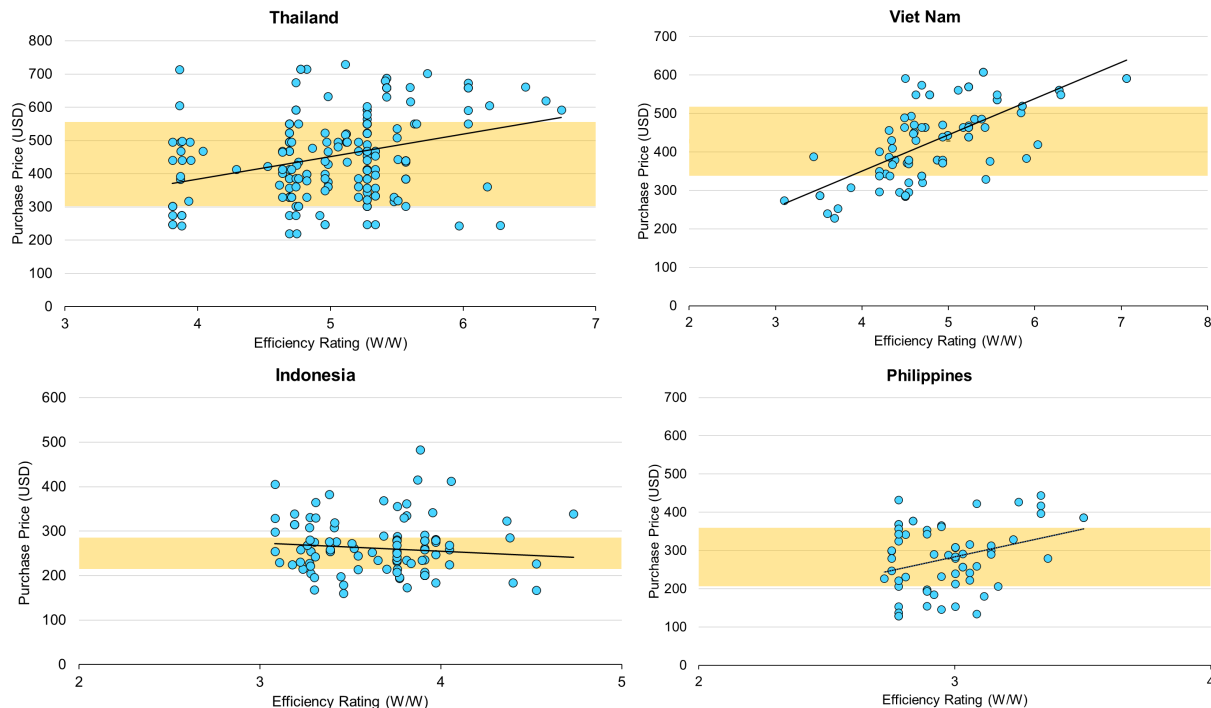 Thailand
Purchase Price (USD)
800
700
600
500
400
300
200
100
0
3 4 5 6 7
Efficiency Rating (W/W)
Viet Nam
Purchase Price (USD)
700
600
500
400
300
200
100
0
2 3 4 5 6 7 8
Efficiency Rating (W/W)
Indonesia
Purchase Price (USD)
600
500
400
300
200
100
0
2 3 4 5
Efficiency Rating (W/W)
Philippines
Purchase Price (USD)
700
600
500
400
300
200
100
0
2 3 4
Efficiency Rating (W/W)